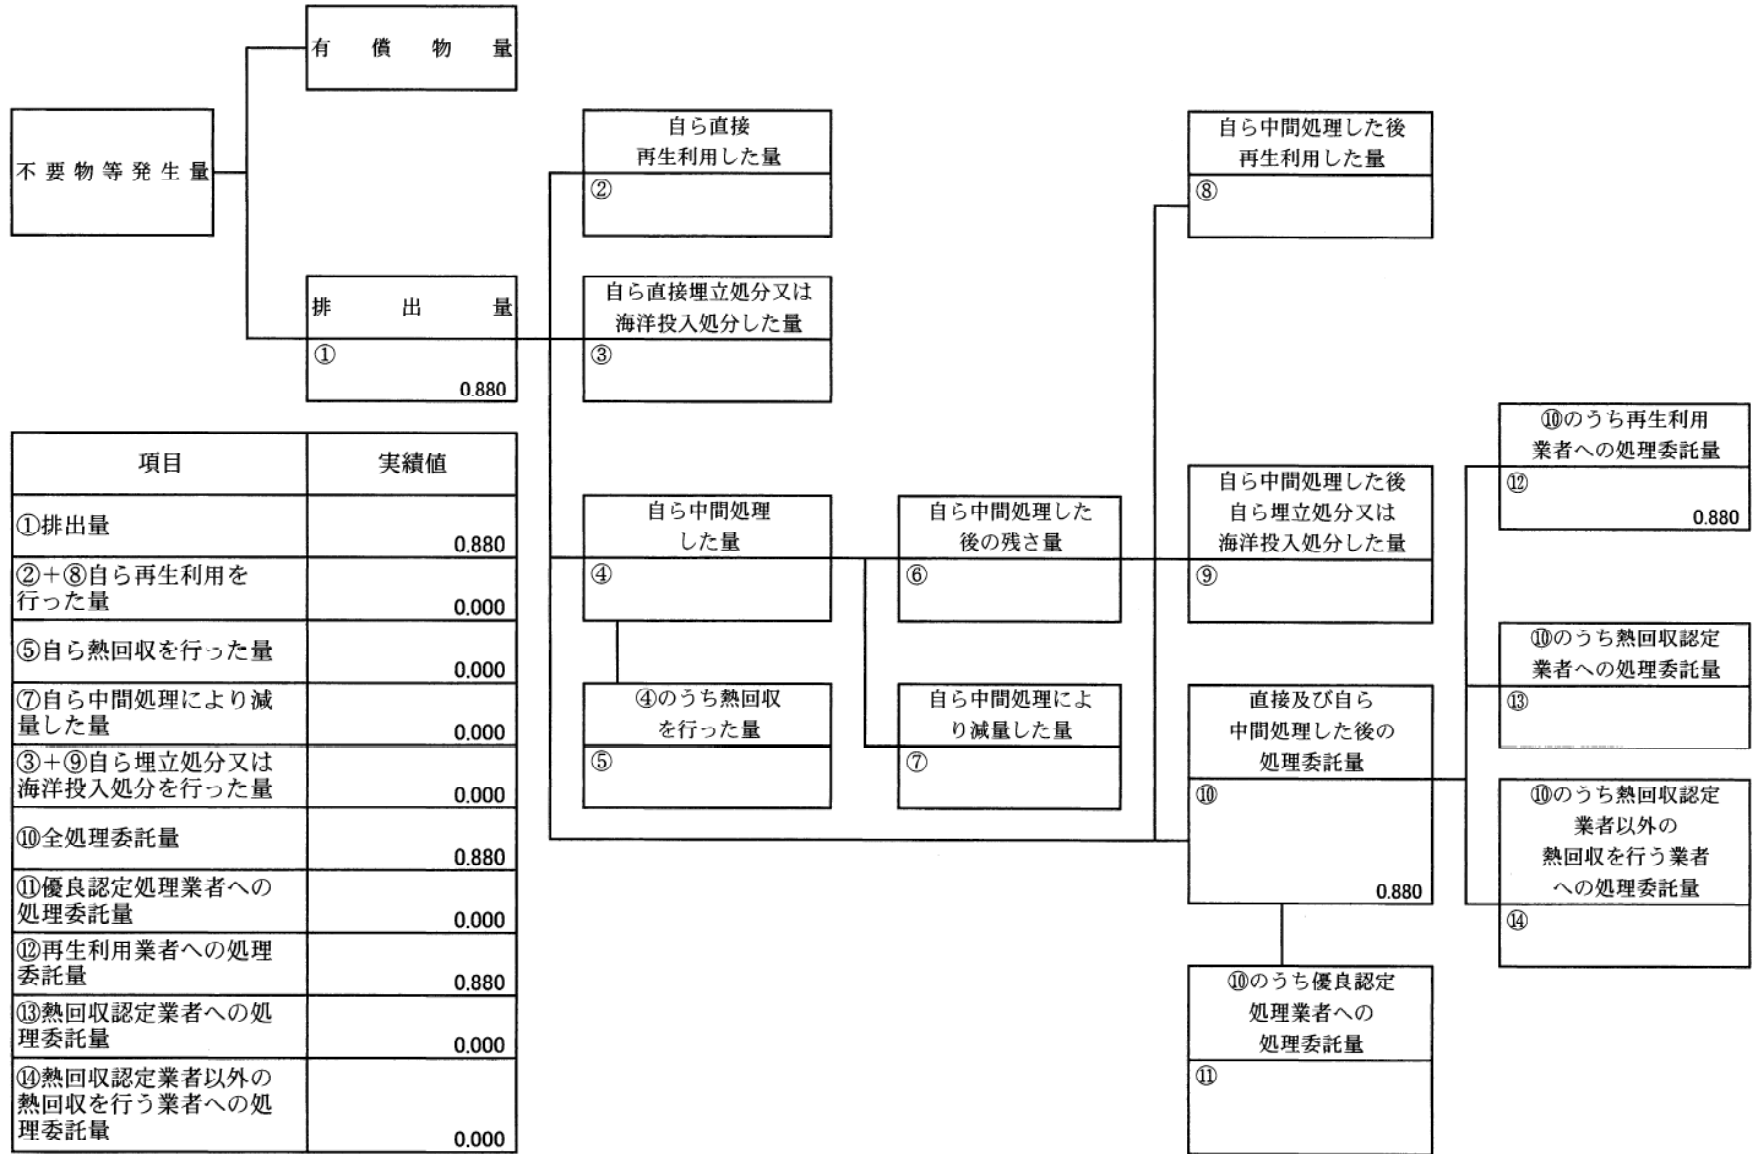 有償物量
不要物等発生量
排出量
①
0.880
自ら直接
再生利用した量
②
自ら直接埋立処分又は
海洋投入処分した量
③
自ら中間処理
した量
④
④のうち熱回収
を行った量
⑤
自ら中間処理した
後の残さ量
⑥
自ら中間処理によ
り減量した量
⑦
自ら中間処理した後
再生利用した量
⑧
自ら中間処理した後
自ら埋立処分又は
海洋投入処分した量
⑨
直接及び自ら
中間処理した後の
処理委託量
⑩
0.880
⑩のうち優良認定
処理業者への
処理委託量
⑪
⑩のうち再生利用
業者への処理委託量
⑫
0.880
⑩のうち熱回収認定
業者への処理委託量
⑬
⑩のうち熱回収認定
業者以外の
熱回収を行う業者
への処理委託量
⑭
項目 実績値
①排出量
0.880
②＋⑧自ら再生利用を
行った量
0.000
⑤自ら熱回収を行った量
0.000
⑦自ら中間処理により減
量した量
0.000
③＋⑨自ら埋立処分又は
海洋投入処分を行った量
0.000
⑩全処理委託量
0.880
⑪優良認定処理業者への
処理委託量
0.000
⑫再生利用業者への処理
委託量
0.880
⑬熱回収認定業者への処
理委託量
0.000
⑭熱回収認定業者以外の
熱回収を行う業者への処
理委託量
0.000